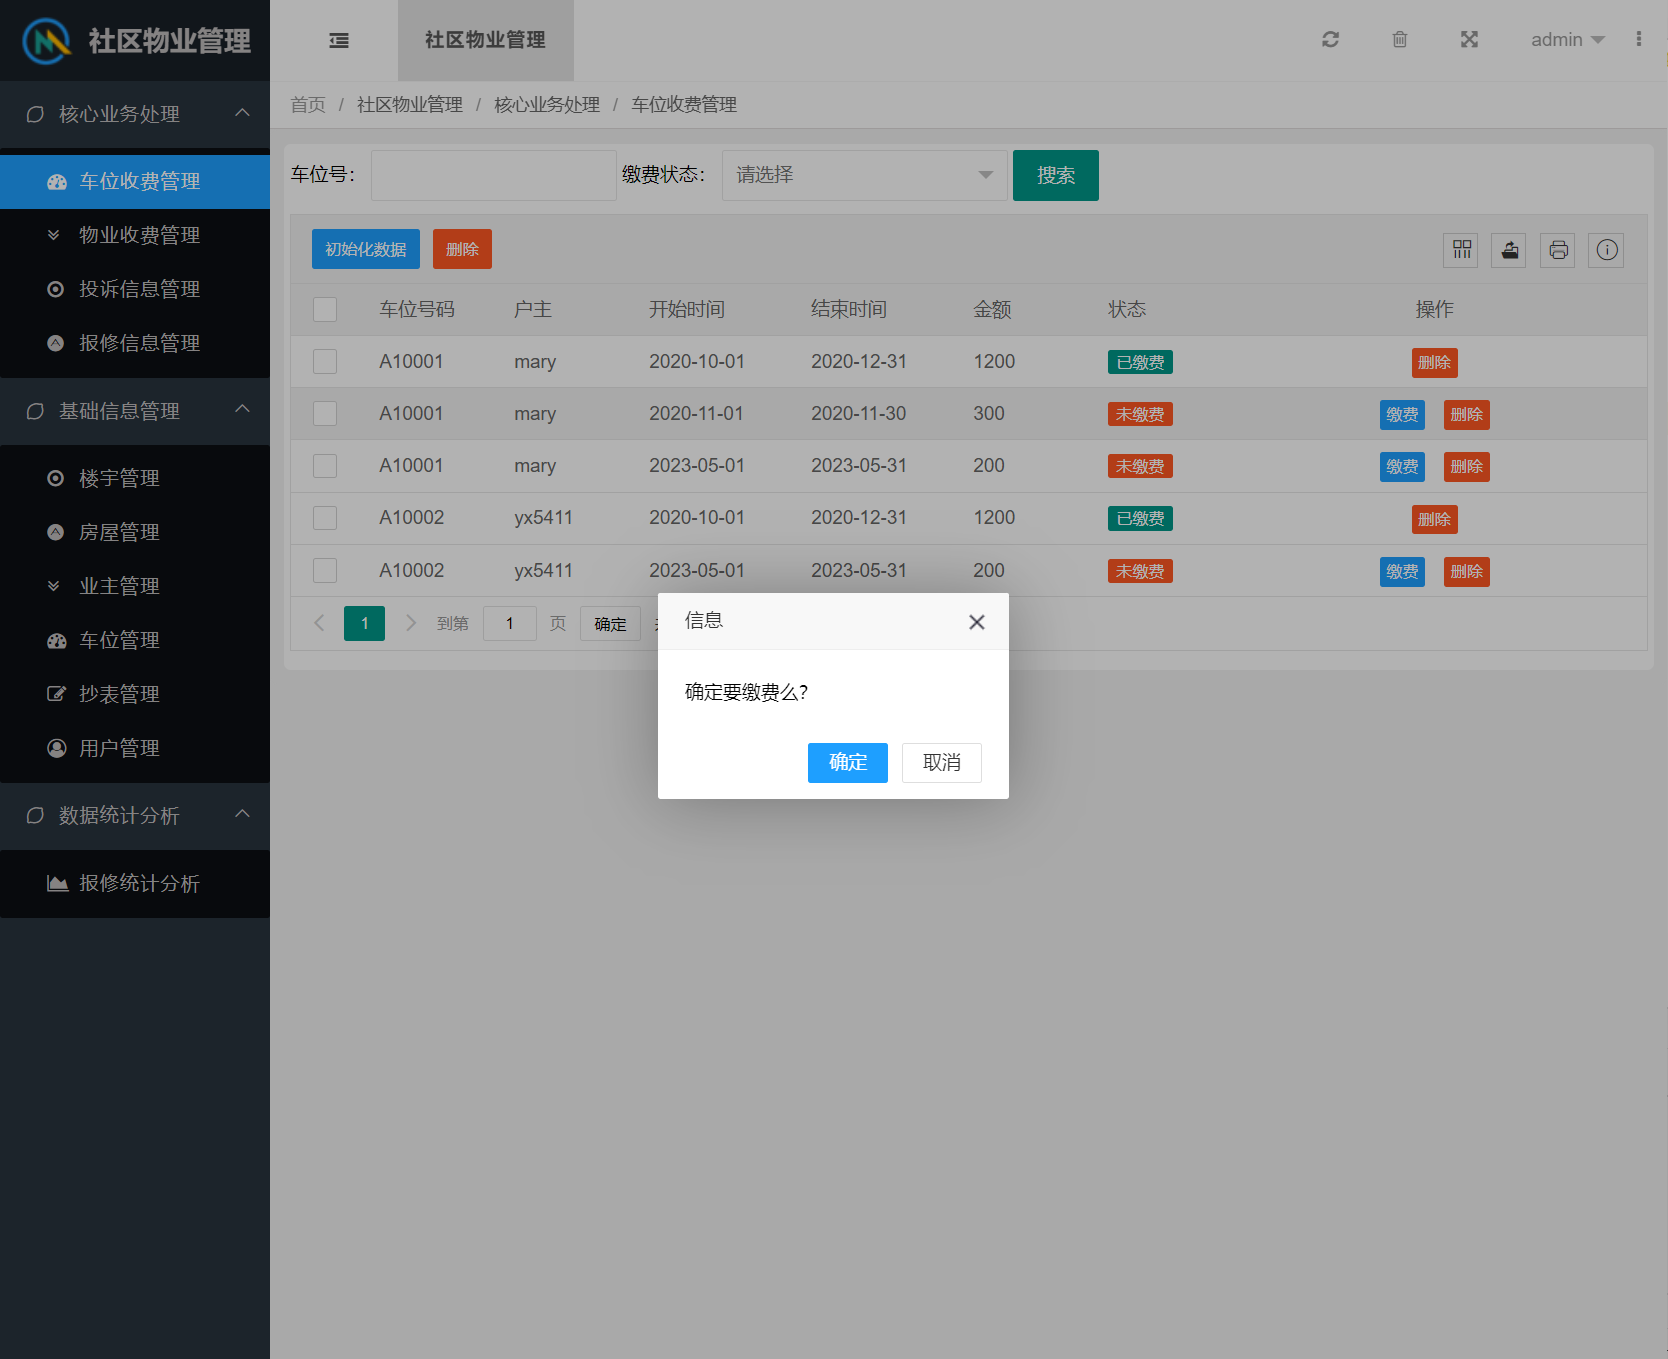 社区物业管理
社区物业管理
admin
核心业务处理
车位收费管理
物业收费管理
投诉信息管理
报修信息管理
基础信息管理
楼宇管理
房屋管理
业主管理
车位管理
抄表管理
用户管理
数据统计分析
报修统计分析
首页 / 社区物业管理 / 核心业务处理 / 车位收费管理
车位号: 缴费状态: 请选择 搜索
初始化数据 删除
车位号码 户主 开始时间 结束时间 金额 状态 操作
A10001 mary 2020-10-01 2020-12-31 1200 已缴费 删除
A10001 mary 2020-11-01 2020-11-30 300 未缴费 缴费 删除
A10001 mary 2023-05-01 2023-05-31 200 未缴费 缴费 删除
A10002 yx5411 2020-10-01 2020-12-31 1200 已缴费 删除
A10002 yx5411 2023-05-01 2023-05-31 200 未缴费 缴费 删除
1 到第 1 页 确定
信息
确定要缴费么?
确定 取消